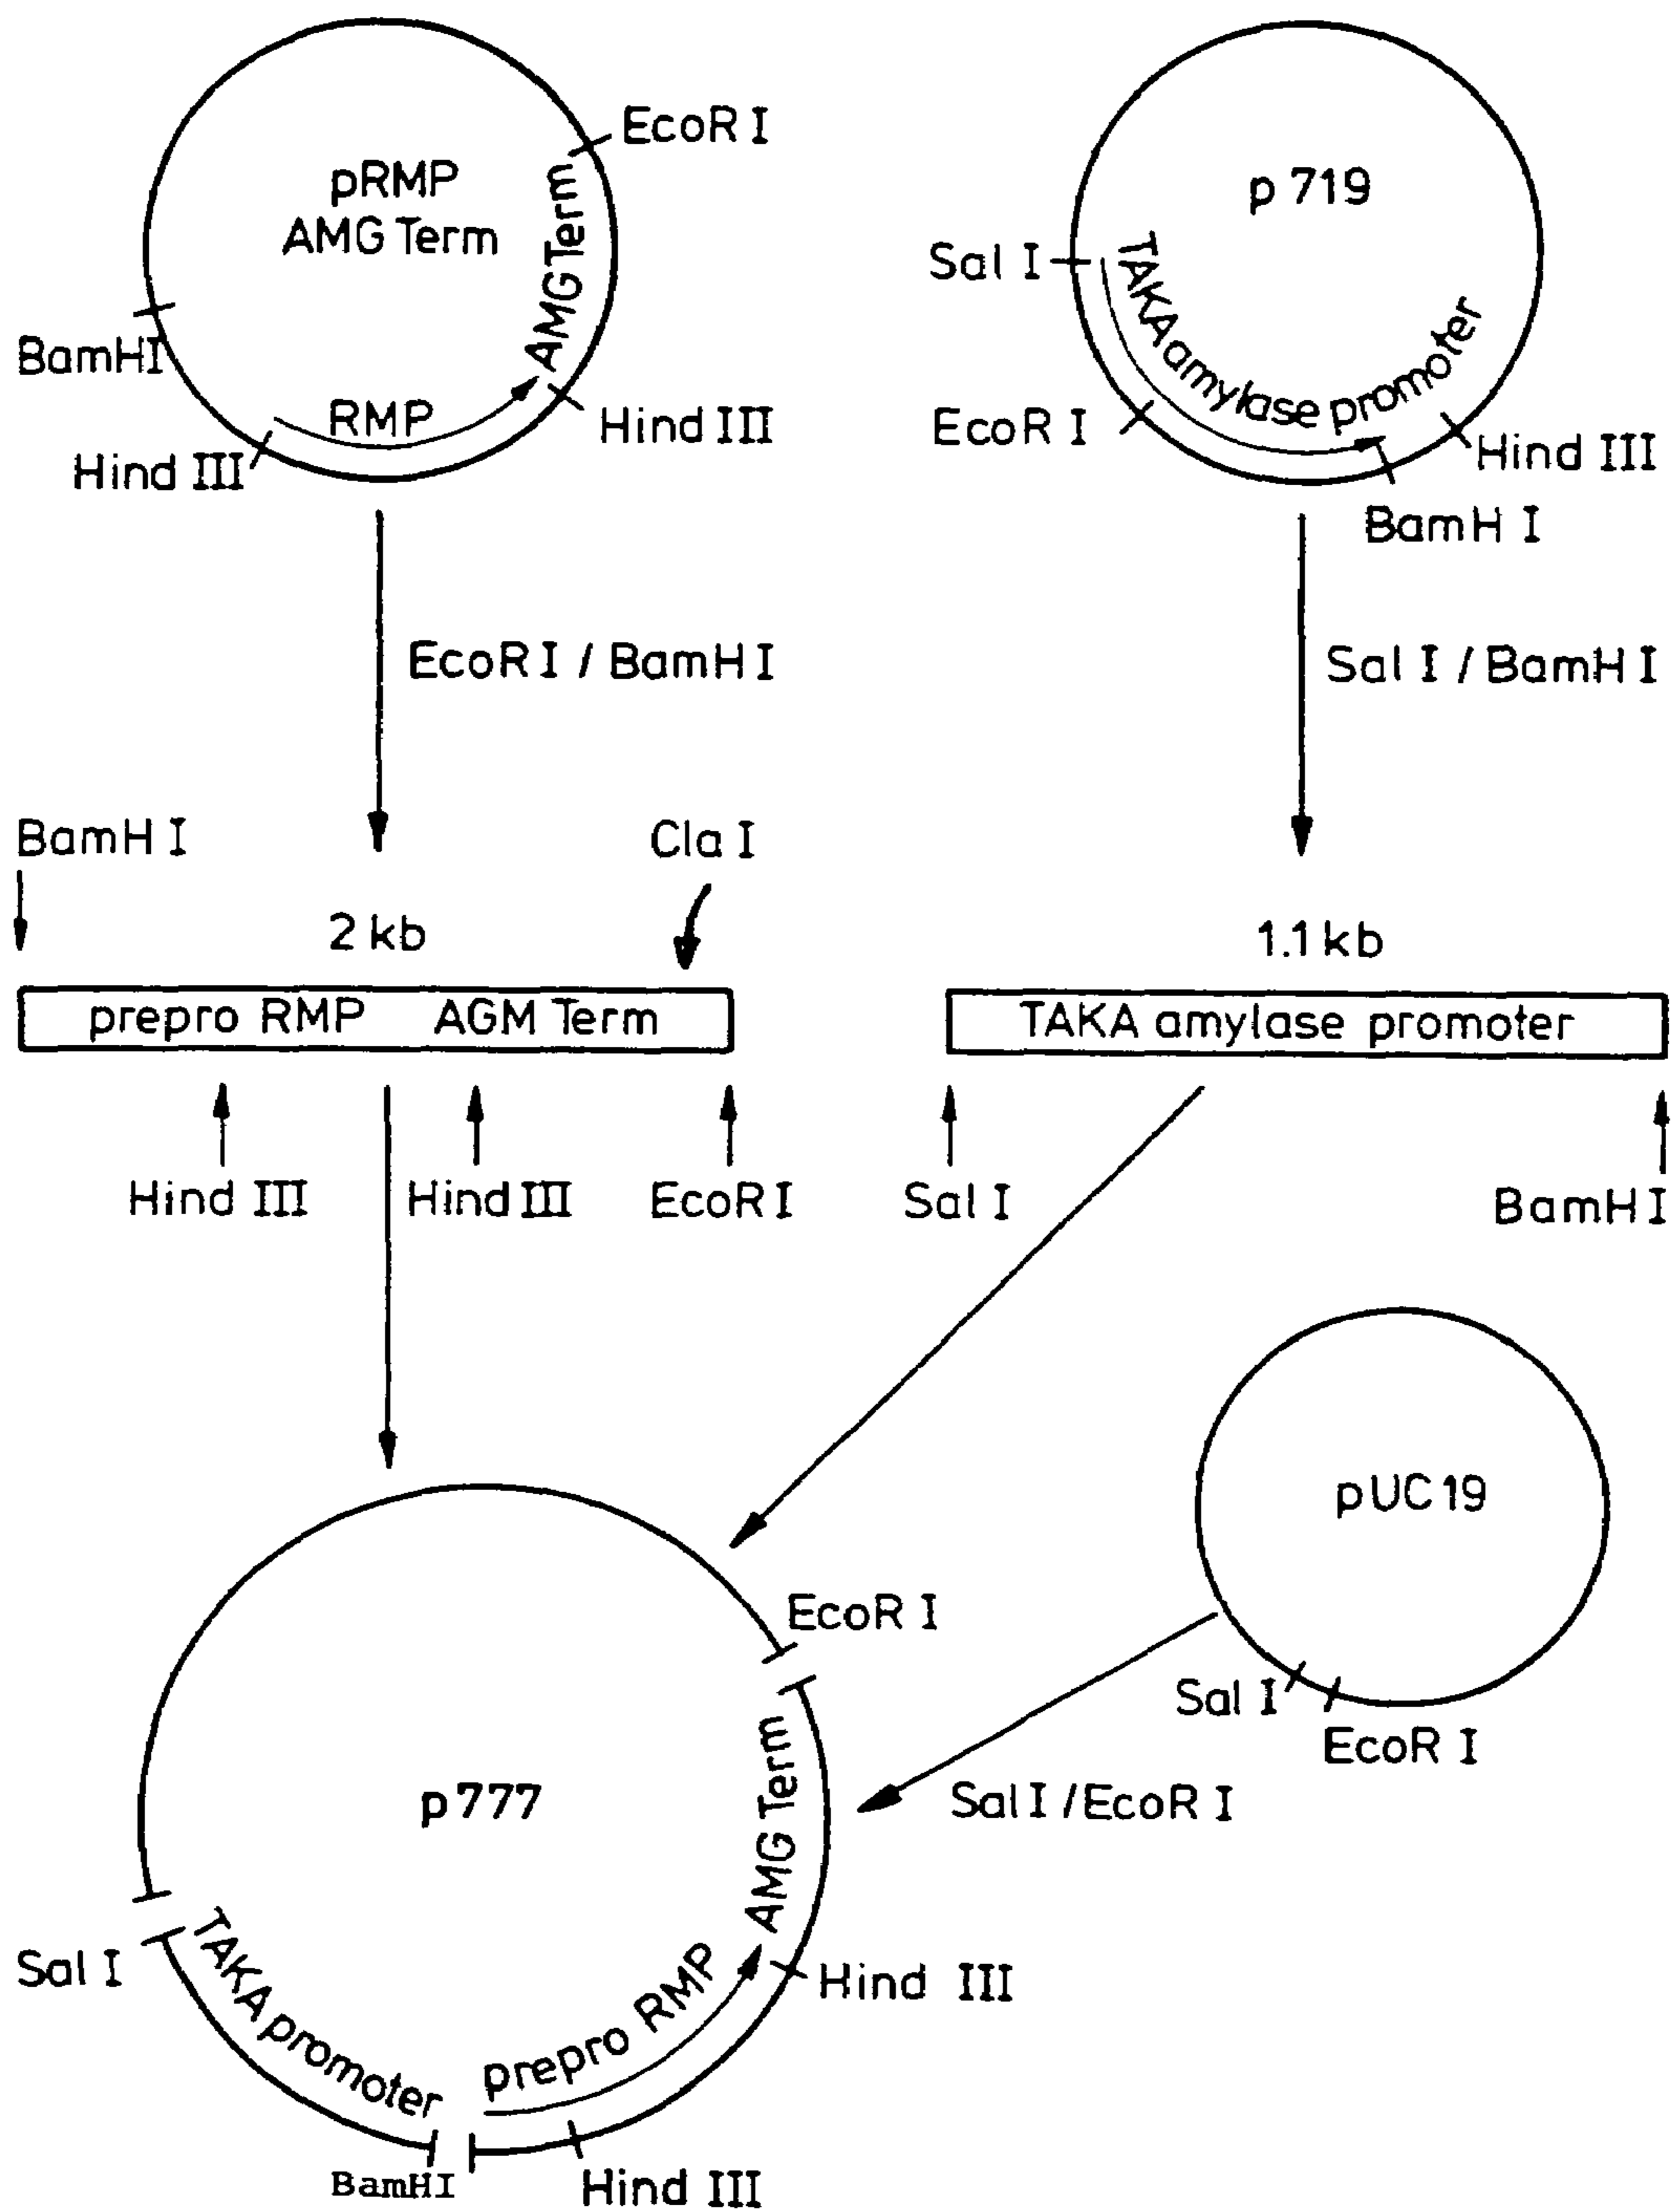 pRMP
AMG Term
EcoR I
AMG Term
BamHI
RMP
Hind III
Hind III
p 719
Sal I
TAKA amylase promoter
EcoR I
Hind III
BamH I
EcoR I / BamH I
Sal I / BamH I
BamH I
Cla I
2 kb
1.1 kb
prepro RMP AGM Term
TAKA amylase promoter
Hind III
Hind III
EcoR I
Sal I
BamH I
pUC 19
Sal I
EcoR I
Sal I / EcoR I
EcoR I
p777
AMG Term
Sal I
TAKA promoter
prepro RMP
Hind III
BamHI
Hind III